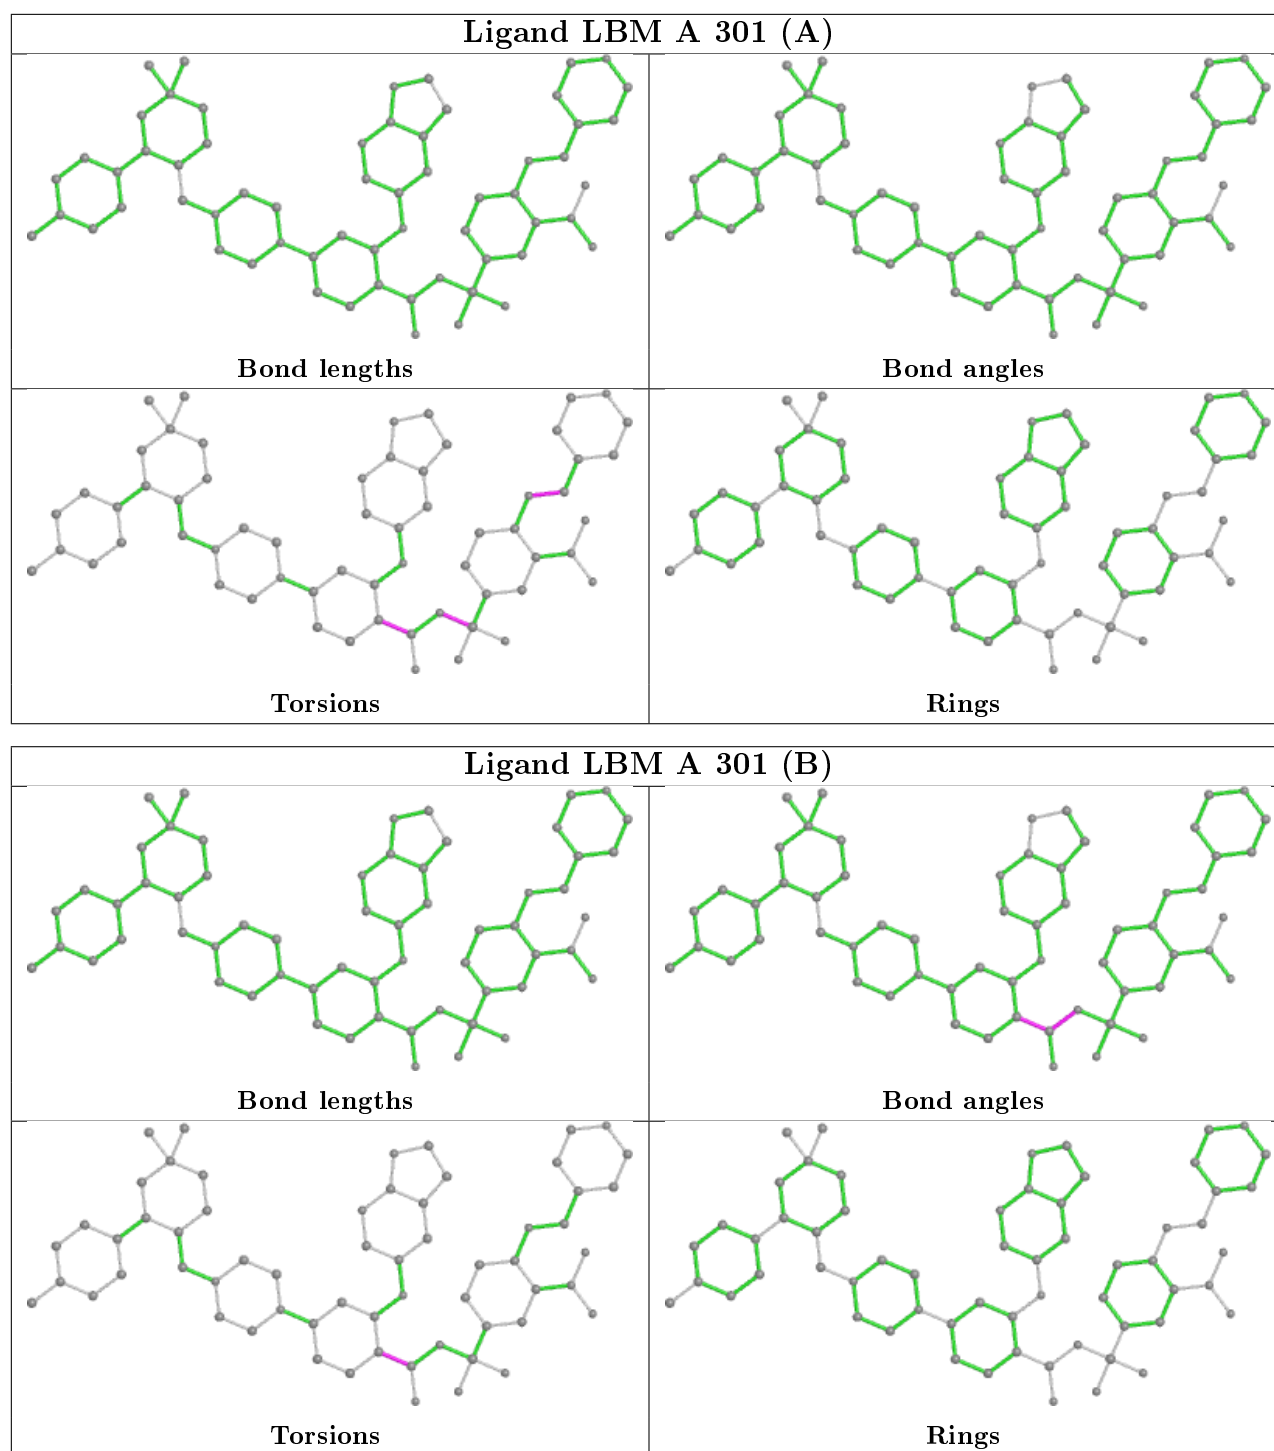 Ligand LBM A 301 (A)
Bond lengths
Bond angles
Torsions
Rings
Ligand LBM A 301 (B)
Bond lengths
Bond angles
Torsions
Rings